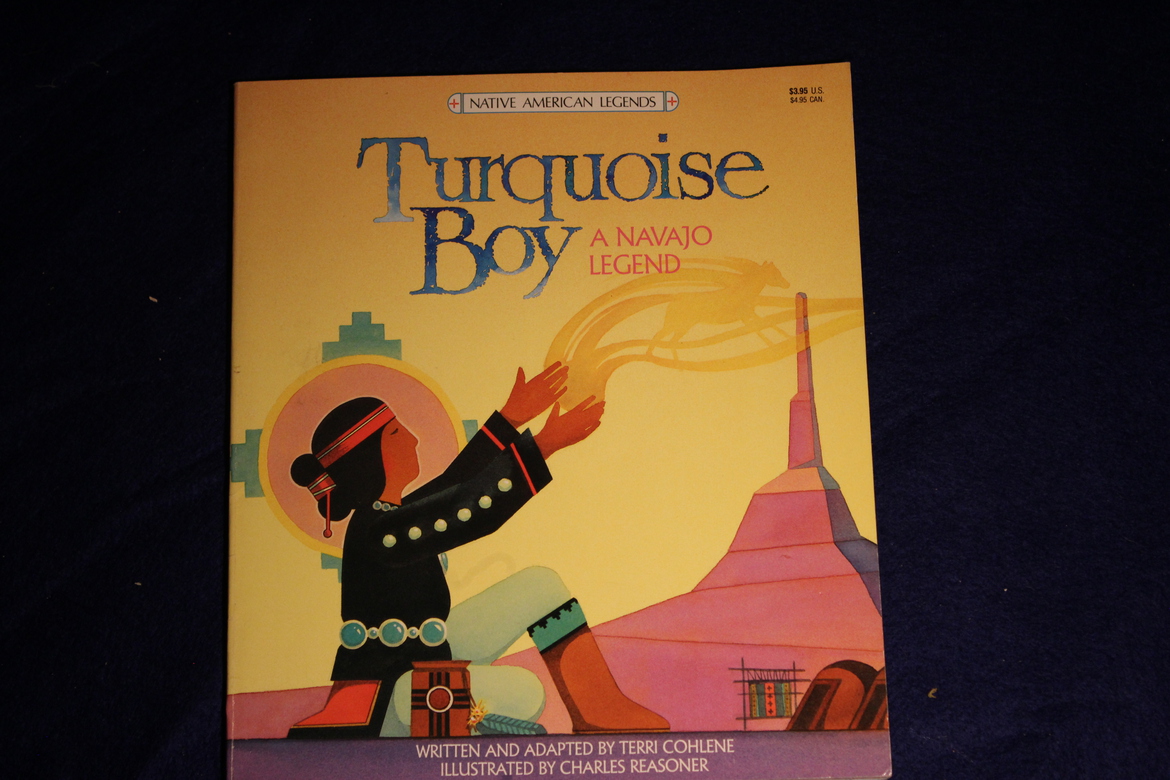 NATIVE AMERICAN LEGENDS
$3.95 U.S.
$4.95 CAN.
Turquoise
Boy
A NAVAJO
LEGEND
WRITTEN AND ADAPTED BY TERRI COHLENE
ILLUSTRATED BY CHARLES REASONER